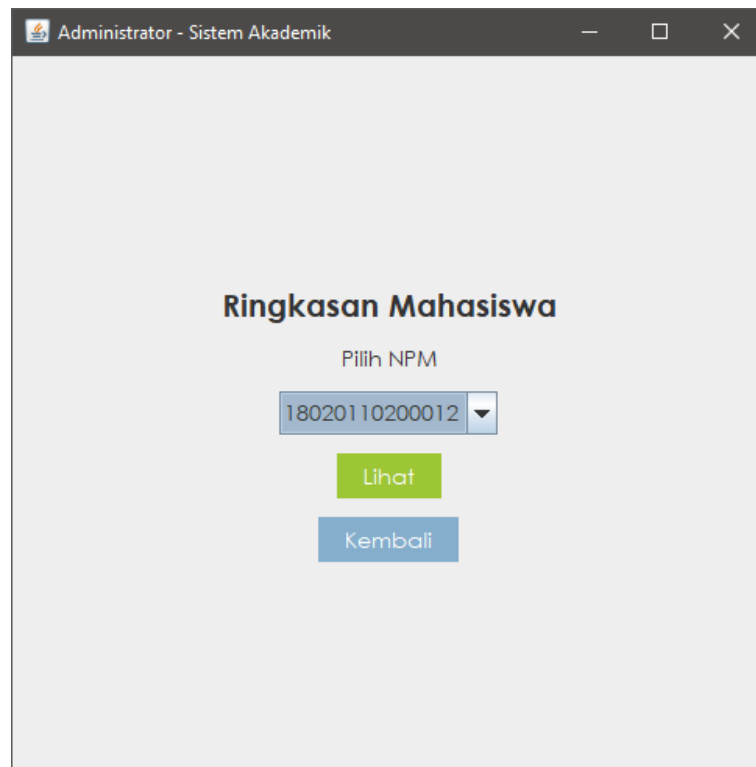 Administrator - Sistem Akademik
Ringkasan Mahasiswa
Pilih NPM
18020110200012
Lihat
Kembali